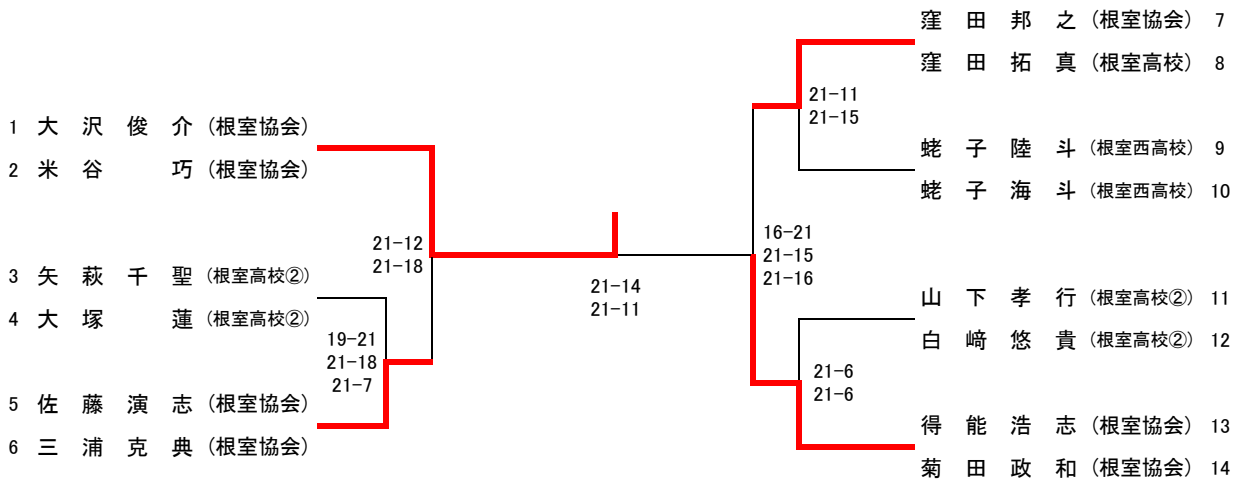 1 大沢俊介 (根室協会)
2 米谷 巧 (根室協会)
3 矢萩千聖 (根室高校②)
4 大塚 蓮 (根室高校②)
5 佐藤演志 (根室協会)
6 三浦克典 (根室協会)
21-12
21-18
19-21
21-18
21-7
21-14
21-11
窪田邦之 (根室協会) 7
窪田拓真 (根室高校) 8
21-11
21-15
蛯子陸斗 (根室西高校) 9
蛯子海斗 (根室西高校) 10
16-21
21-15
21-16
山下孝行 (根室高校②) 11
白﨑悠貴 (根室高校②) 12
21-6
21-6
得能浩志 (根室協会) 13
菊田政和 (根室協会) 14